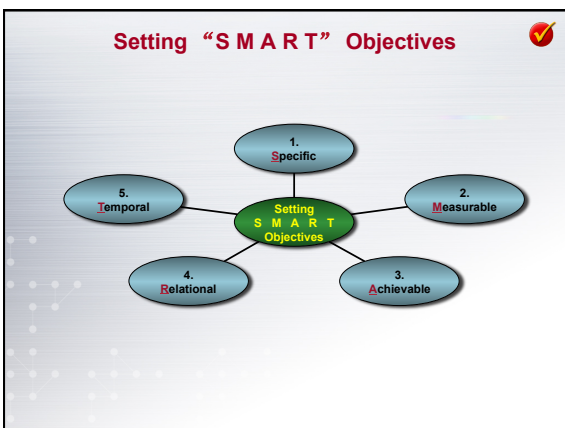 Setting “S M A R T” Objectives
1.
Specific
5.
Temporal
2.
Measurable
Setting
S M A R T
Objectives
4.
Relational
3.
Achievable